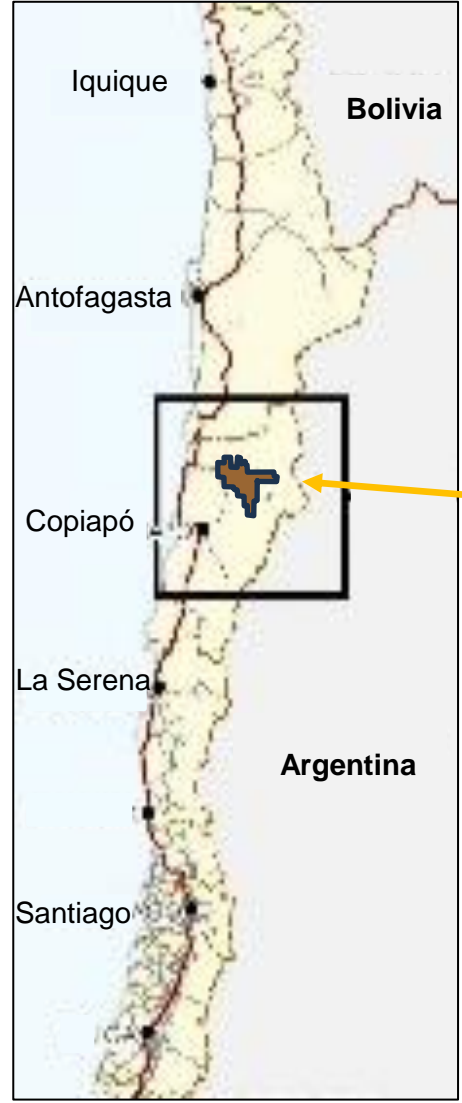 Iquique
Bolivia
Antofagasta
Copiapó
La Serena
Argentina
Santiago